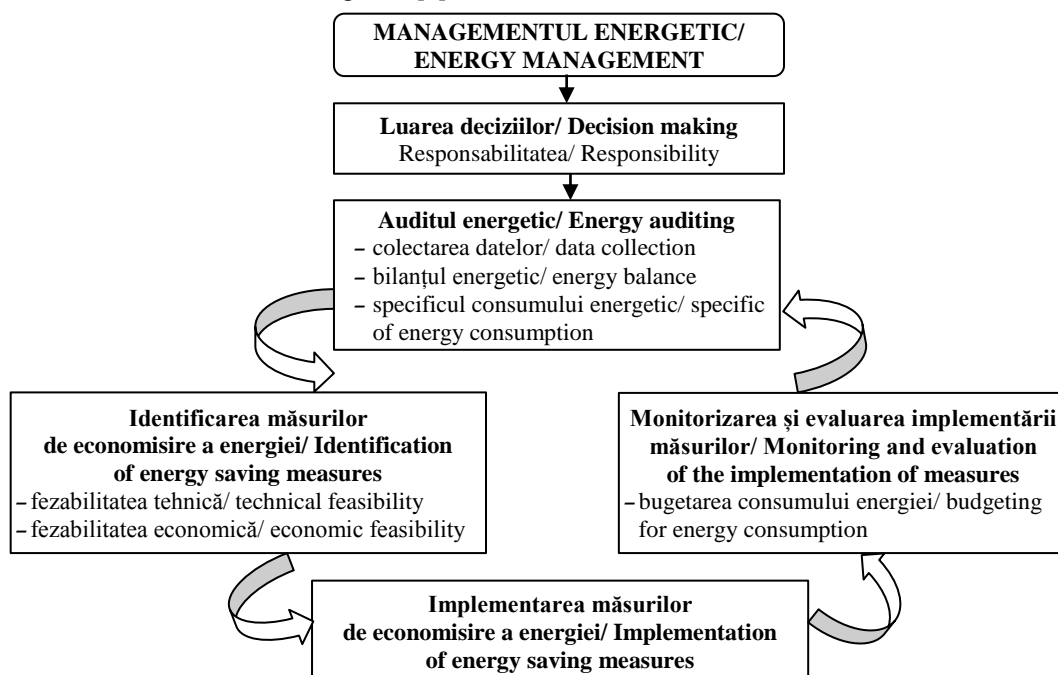 MANAGEMENTUL ENERGETIC/
ENERGY MANAGEMENT
Luarea deciziilor/ Decision making
Responsabilitatea/ Responsibility
Auditul energetic/ Energy auditing
– colectarea datelor/ data collection
– bilanțul energetic/ energy balance
– specificul consumului energetic/ specific
of energy consumption
Identificarea măsurilor
de economisire a energiei/ Identification
of energy saving measures
– fezabilitatea tehnică/ technical feasibility
– fezabilitatea economică/ economic feasibility
Monitorizarea și evaluarea implementării
măsurilor/ Monitoring and evaluation
of the implementation of measures
– bugetarea consumului energiei/ budgeting
for energy consumption
Implementarea măsurilor
de economisire a energiei/ Implementation
of energy saving measures